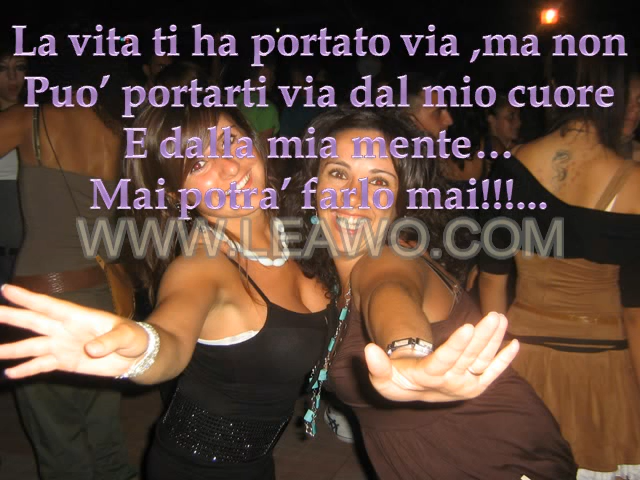 La vita ti ha portato via ,ma non
Puo’ portarti via dal mio cuore
E dalla mia mente...
Mai potra’ farlo mai!!!...
WWW.LEAWO.COM